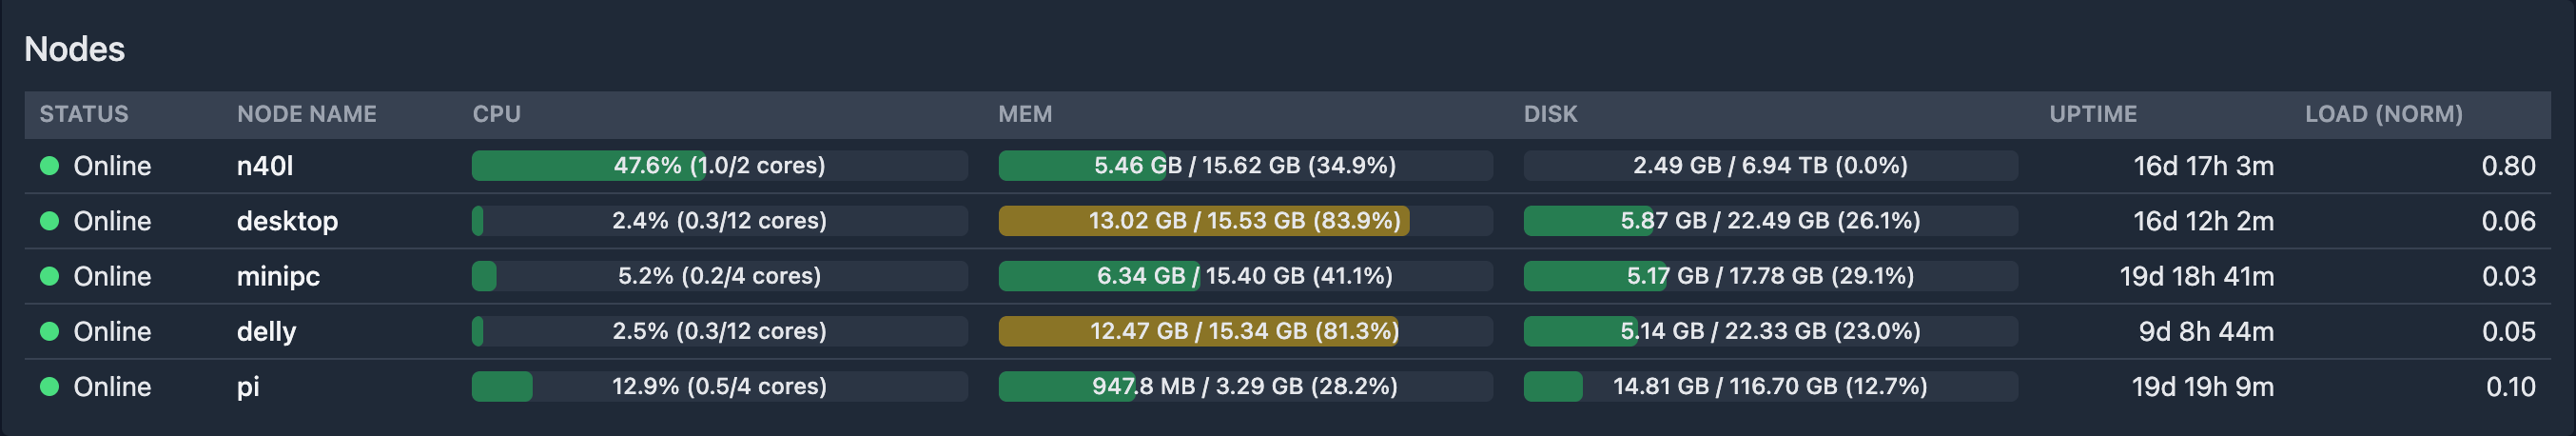 Nodes
STATUS NODE NAME CPU MEM DISK UPTIME LOAD (NORM)
Online n40l 47.6% (1.0/2 cores) 5.46 GB / 15.62 GB (34.9%) 2.49 GB / 6.94 TB (0.0%) 16d 17h 3m 0.80
Online desktop 2.4% (0.3/12 cores) 13.02 GB / 15.53 GB (83.9%) 5.87 GB / 22.49 GB (26.1%) 16d 12h 2m 0.06
Online minipc 5.2% (0.2/4 cores) 6.34 GB / 15.40 GB (41.1%) 5.17 GB / 17.78 GB (29.1%) 19d 18h 41m 0.03
Online delly 2.5% (0.3/12 cores) 12.47 GB / 15.34 GB (81.3%) 5.14 GB / 22.33 GB (23.0%) 9d 8h 44m 0.05
Online pi 12.9% (0.5/4 cores) 947.8 MB / 3.29 GB (28.2%) 14.81 GB / 116.70 GB (12.7%) 19d 19h 9m 0.10